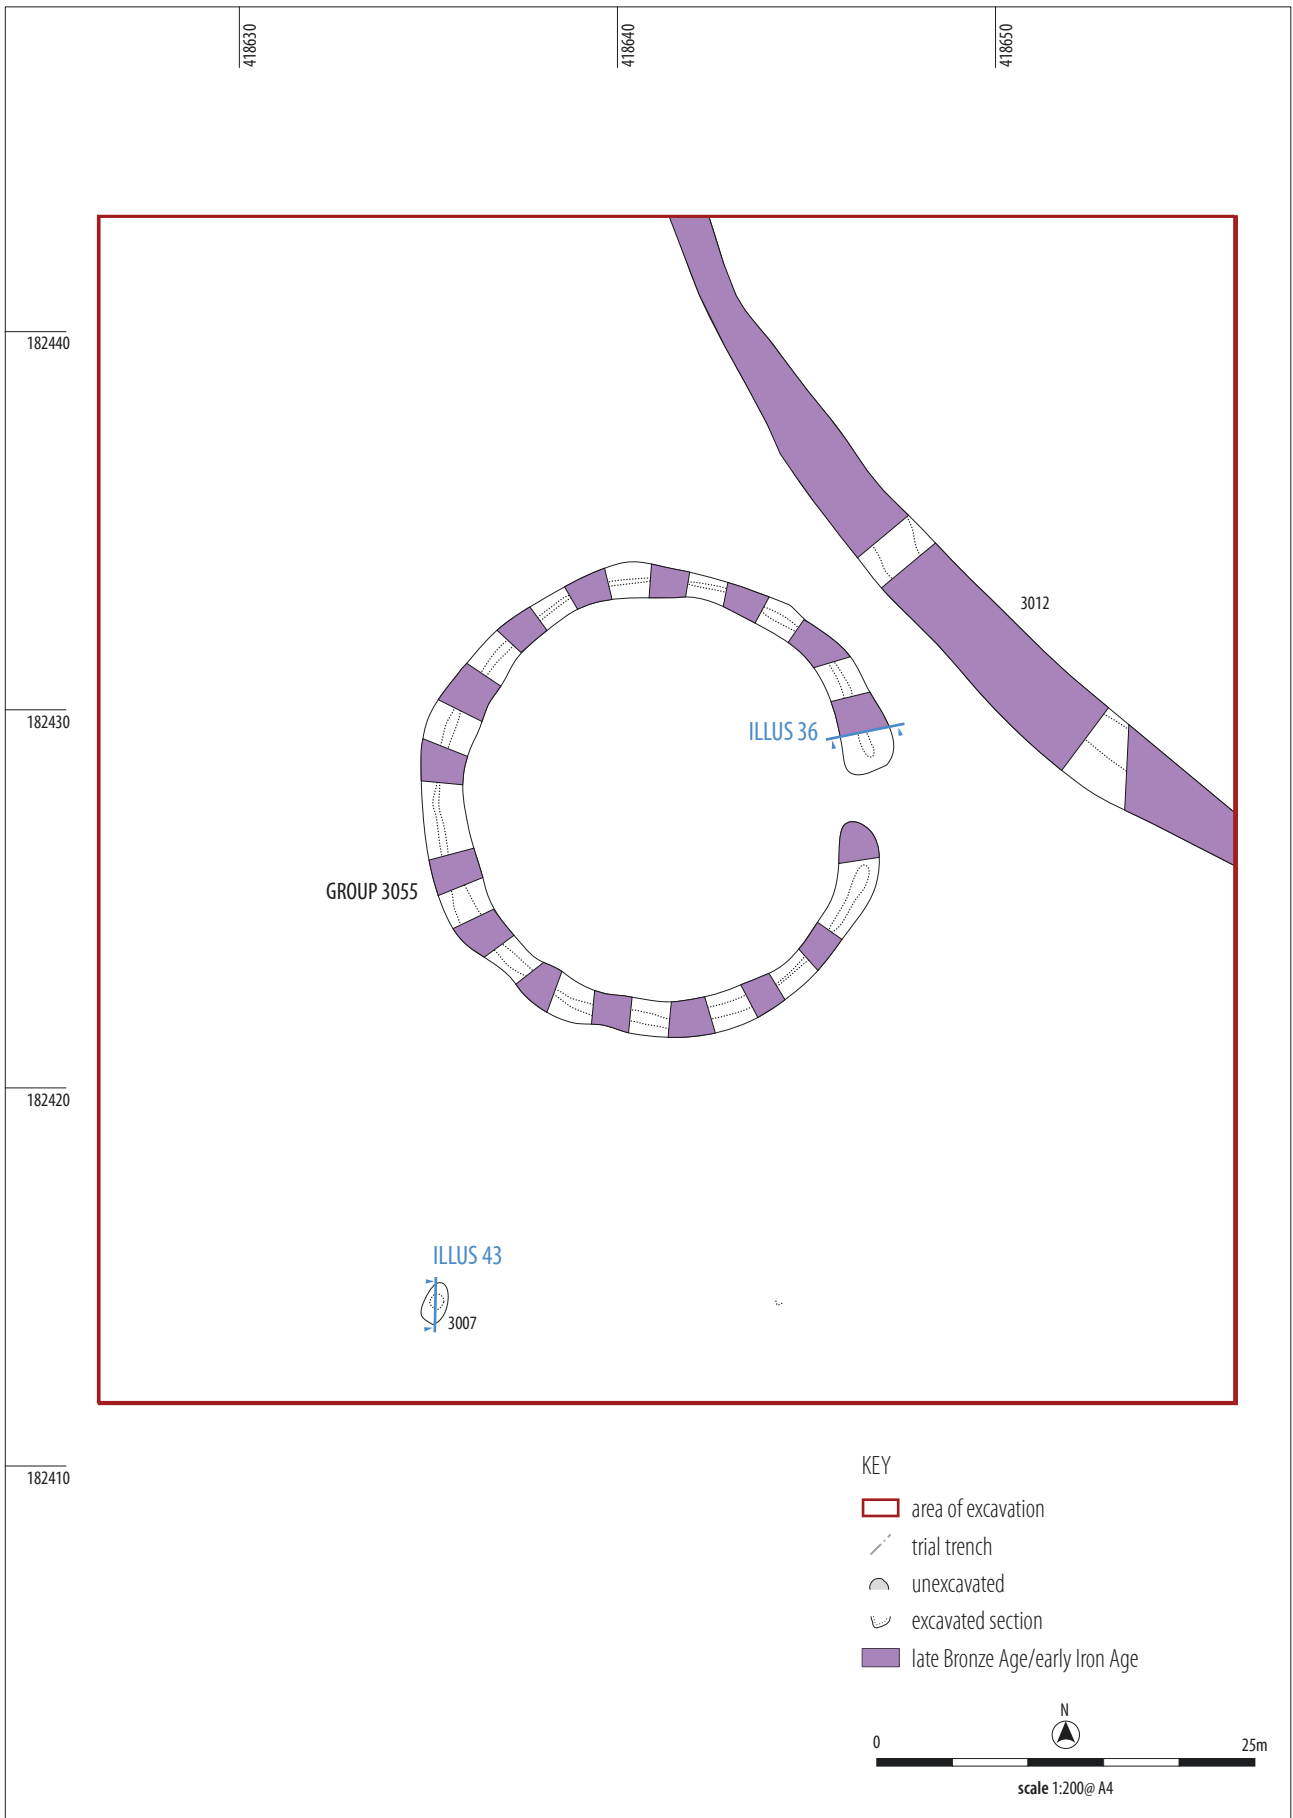 418630
418640
418650
182440
3012
182430
ILLUS 36
GROUP 3055
182420
ILLUS 43
3007
182410
KEY
area of excavation
trial trench
unexcavated
excavated section
late Bronze Age/early Iron Age
N
0
25m
scale 1:200@ A4